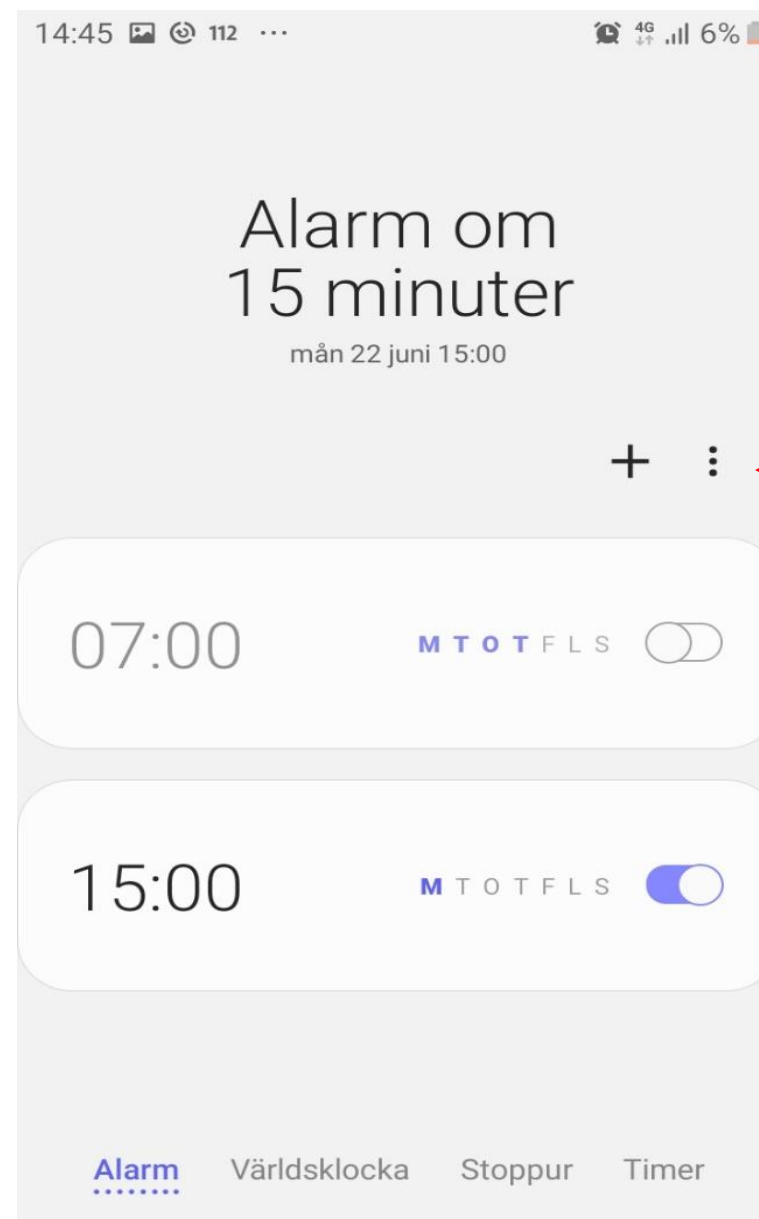 14:45 112 ... 4G 6%
Alarm om
15 minuter
mån 22 juni 15:00
07:00 M T O T F L S
15:00 M T O T F L S
Alarm Världsklocka Stoppur Timer